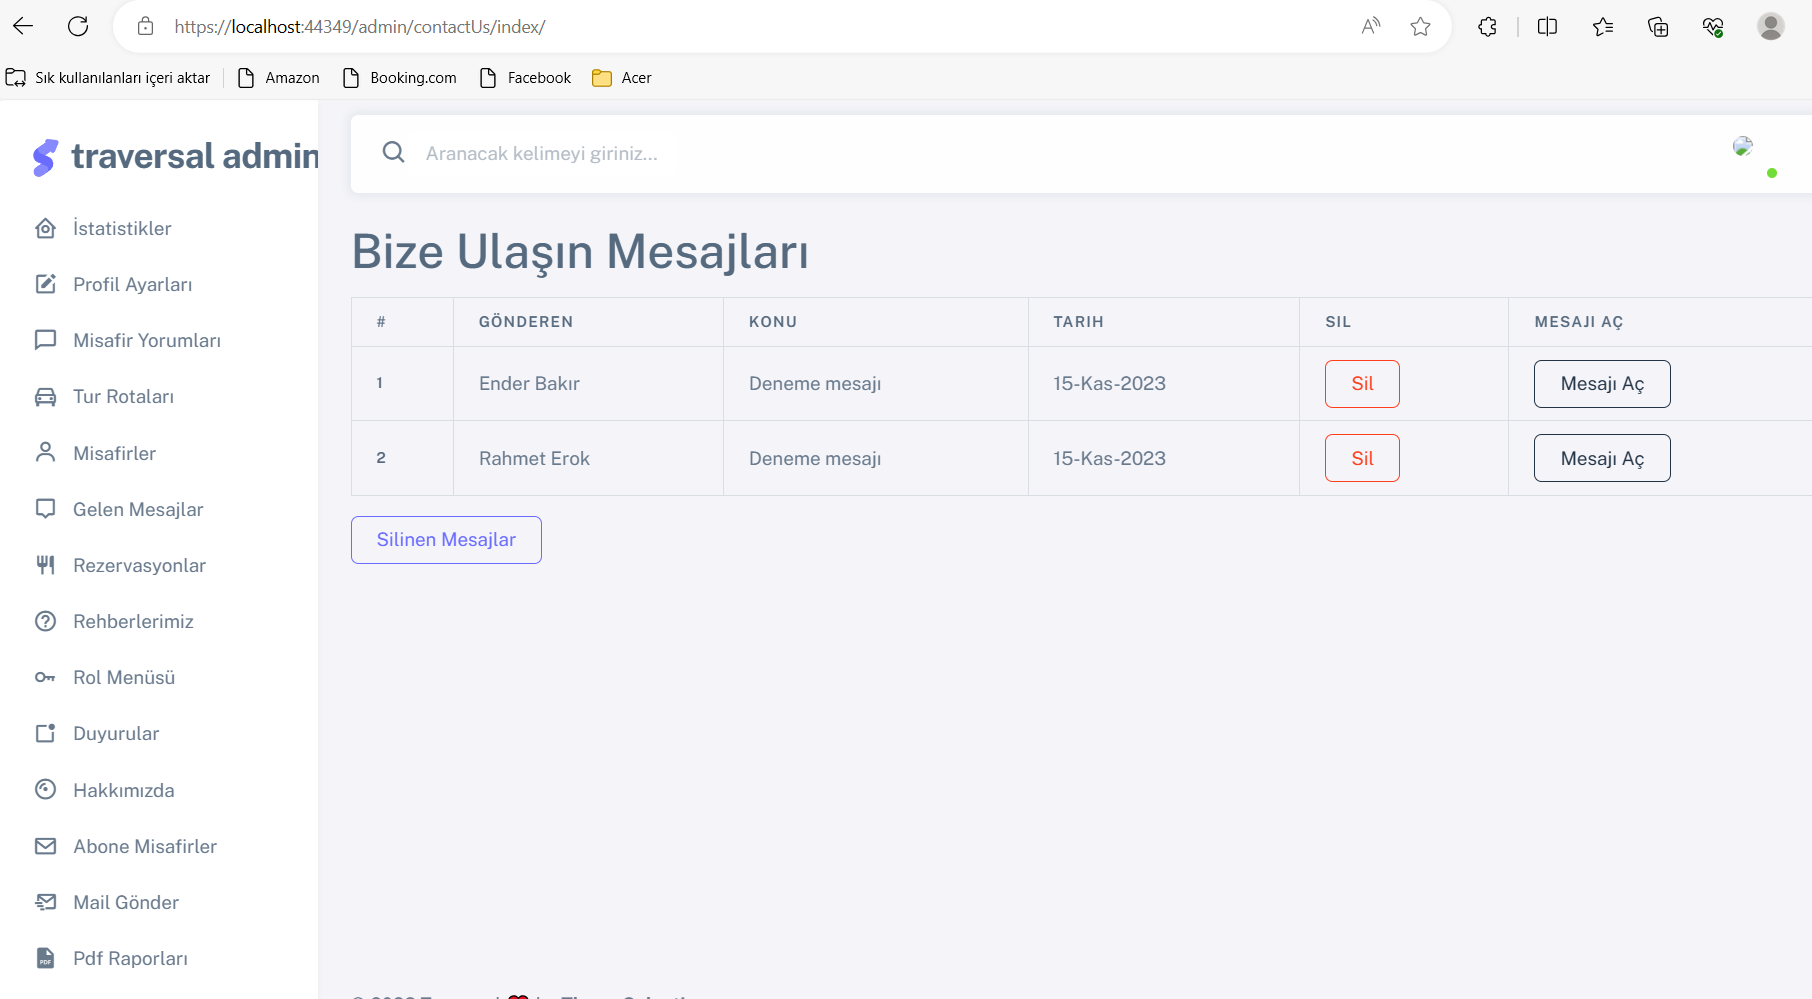 https://localhost:44349/admin/contactUs/index/
Sık kullanılanları içeri aktar Amazon Booking.com Facebook Acer
traversal admin
Aranacak kelimeyi giriniz...
İstatistikler
Profil Ayarları
Misafir Yorumları
Tur Rotaları
Misafirler
Gelen Mesajlar
Rezervasyonlar
Rehberlerimiz
Rol Menüsü
Duyurular
Hakkımızda
Abone Misafirler
Mail Gönder
Pdf Raporları
Bize Ulaşın Mesajları
# GÖNDEREN KONU TARIH SIL MESAJI AÇ
1 Ender Bakır Deneme mesajı 15-Kas-2023 Sil Mesajı Aç
2 Rahmet Erok Deneme mesajı 15-Kas-2023 Sil Mesajı Aç
Silinen Mesajlar